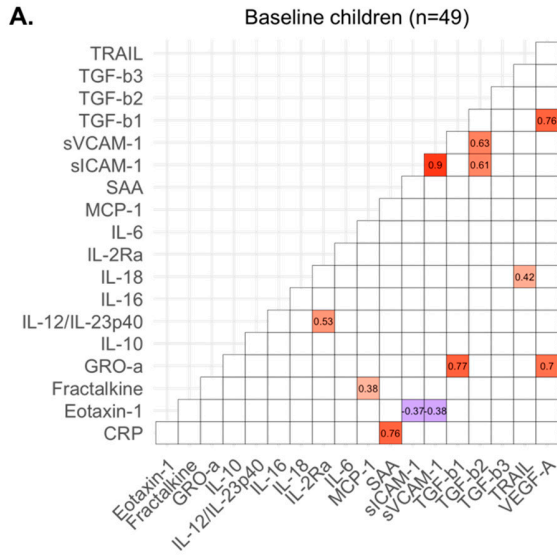 A.
Baseline children (n=49)
TRAIL
TGF-b3
TGF-b2
TGF-b1 0.76
sVCAM-1 0.63
sICAM-1 0.9 0.61
SAA
MCP-1
IL-6
IL-2Ra
IL-18 0.42
IL-16
IL-12/IL-23p40 0.53
IL-10
GRO-a 0.77 0.7
Fractalkine 0.38
Eotaxin-1 -0.37 -0.38
CRP 0.76
Eotaxin-1
Fractalkine
GRO-a
IL-10
IL-12/IL-23p40
IL-16
IL-18
IL-2Ra
IL-6
MCP-1
SAA
sICAM-1
sVCAM-1
TGF-b1
TGF-b2
TGF-b3
TRAIL
VEGF-A